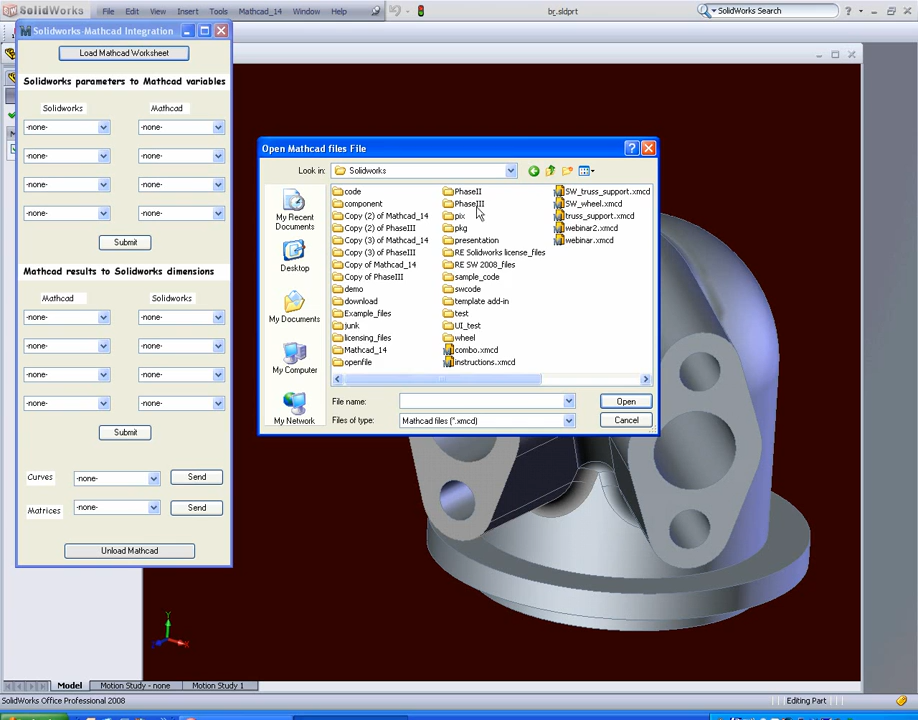 SolidWorks File Edit View Insert Tools Mathcad_14 Window Help br_sldprt SolidWorks Search
Solidworks-Mathcad Integration
Load Mathcad Worksheet
Solidworks parameters to Mathcad variables
Solidworks Mathcad
-none- -none-
-none- -none-
-none- -none-
-none- -none-
Submit
Mathcad results to Solidworks dimensions
Mathcad Solidworks
-none- -none-
-none- -none-
-none- -none-
-none- -none-
Submit
Curves -none- Send
Matrices -none- Send
Unload Mathcad
Open Mathcad files File
Look in: Solidworks
My Recent Documents
Desktop
My Documents
My Computer
My Network
code
component
Copy (2) of Mathcad_14
Copy (2) of PhaseIII
Copy (3) of Mathcad_14
Copy (3) of PhaseIII
Copy of Mathcad_14
Copy of PhaseIII
demo
download
Example_files
junk
licensing_files
Mathcad_14
openfile
PhaseII
PhaseIII
pix
pkg
presentation
RE Solidworks license_files
RE SW 2008_files
sample_code
swcode
template add-in
test
UI_test
wheel
combo.xmcd
instructions.xmcd
SW_truss_support.xmcd
SW_wheel.xmcd
truss_support.xmcd
webinar2.xmcd
webinar.xmcd
File name: Open
Files of type: Mathcad files (*.xmcd) Cancel
Y
X
Z
Model Motion Study - none Motion Study 1
SolidWorks Office Professional 2008 Editing Part